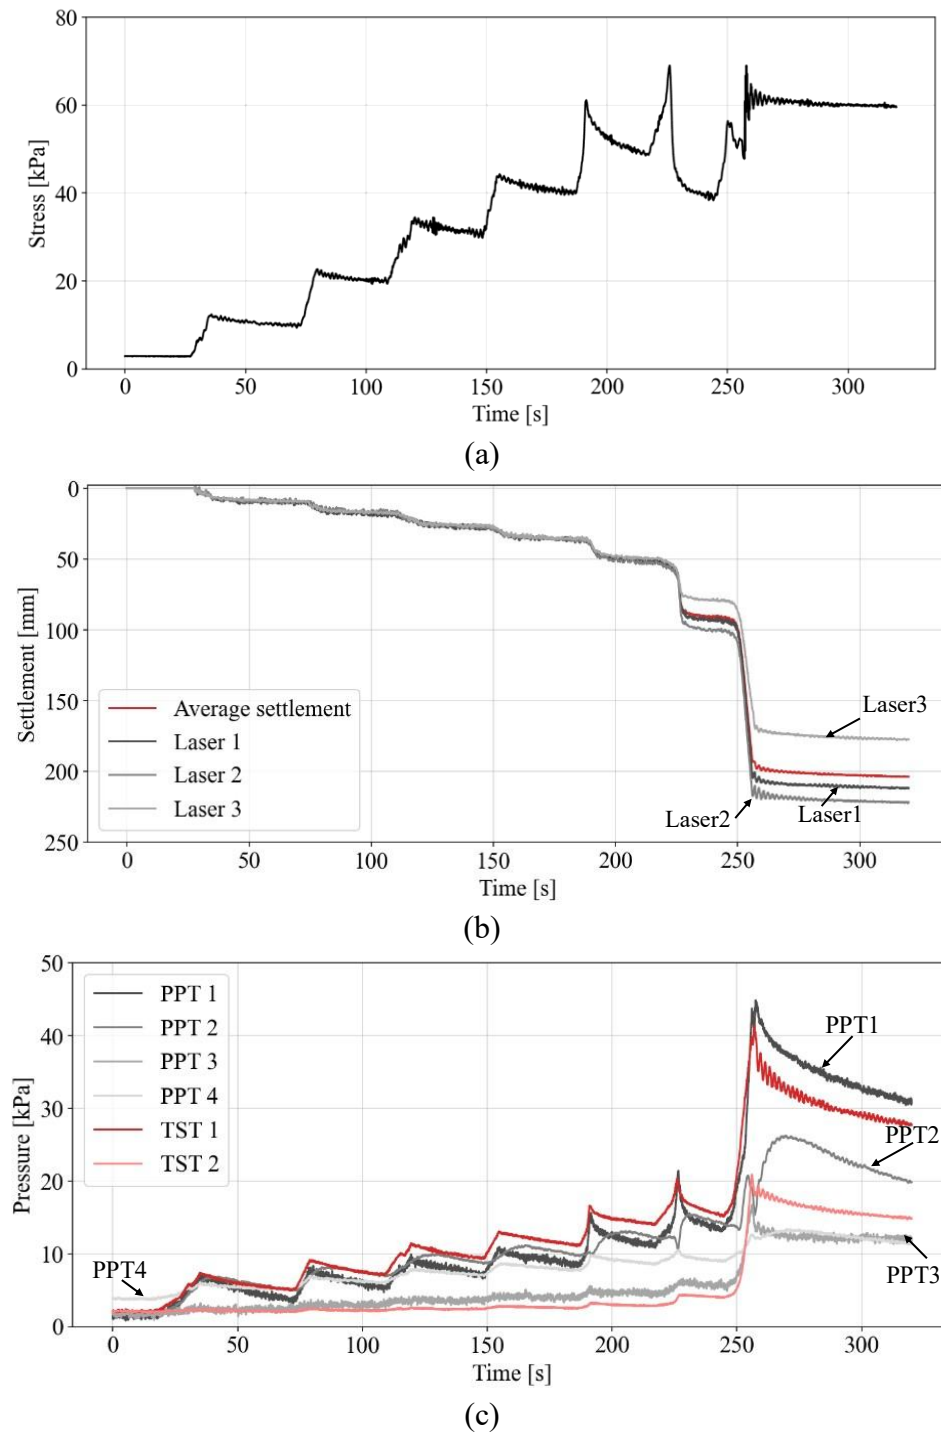 80
60
40
20
0
Stress [kPa]
0 50 100 150 200 250 300
Time [s]
(a)
0
50
100
150
200
250
Settlement [mm]
Average settlement
Laser 1
Laser 2
Laser 3
Laser3
Laser2
Laser1
0 50 100 150 200 250 300
Time [s]
(b)
50
40
30
20
10
0
Pressure [kPa]
PPT 1
PPT 2
PPT 3
PPT 4
TST 1
TST 2
PPT1
PPT2
PPT4
PPT3
0 50 100 150 200 250 300
Time [s]
(c)